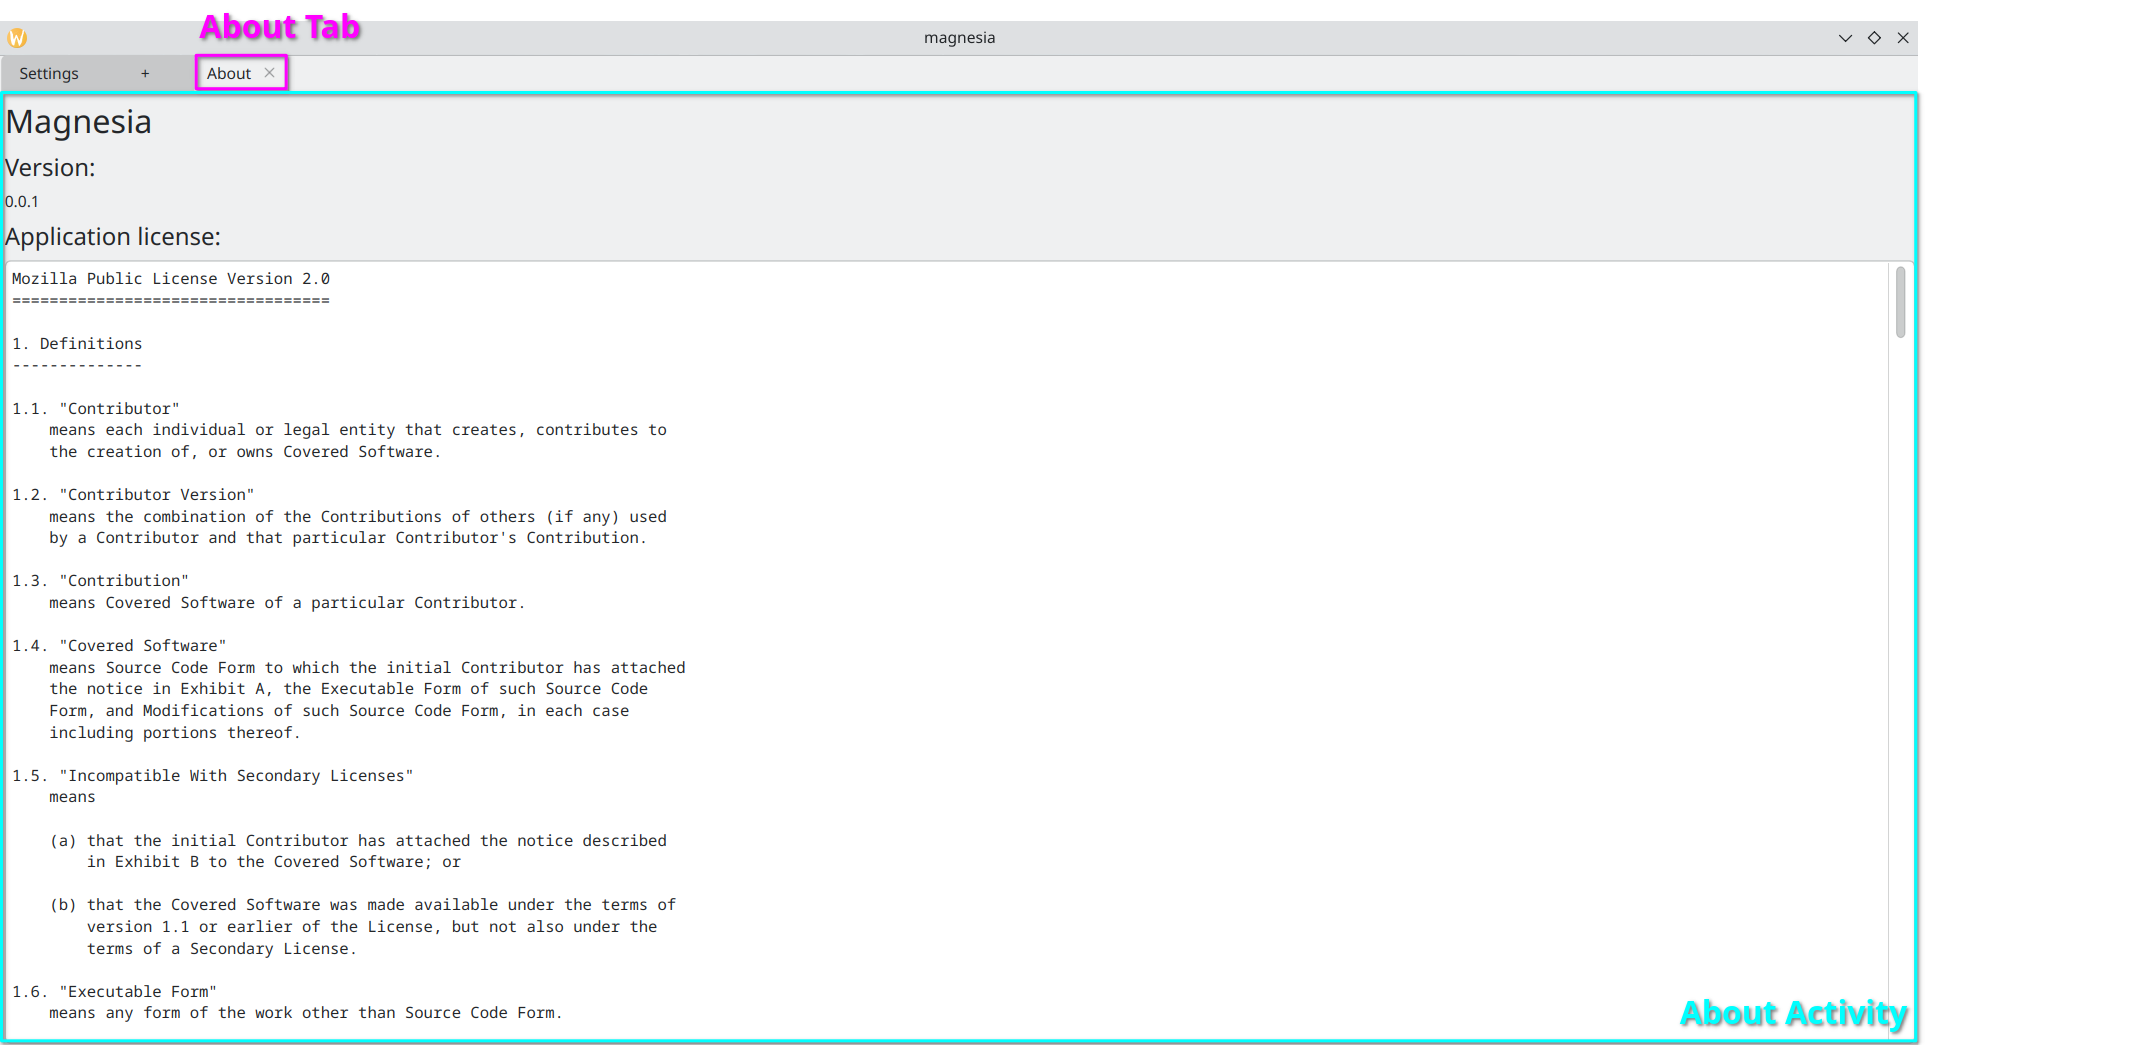 About Tab
magnesia
Settings + About
Magnesia
Version:
0.0.1
Application license:
Mozilla Public License Version 2.0
==================================
1. Definitions
--------------
1.1. "Contributor"
means each individual or legal entity that creates, contributes to
the creation of, or owns Covered Software.
1.2. "Contributor Version"
means the combination of the Contributions of others (if any) used
by a Contributor and that particular Contributor's Contribution.
1.3. "Contribution"
means Covered Software of a particular Contributor.
1.4. "Covered Software"
means Source Code Form to which the initial Contributor has attached
the notice in Exhibit A, the Executable Form of such Source Code
Form, and Modifications of such Source Code Form, in each case
including portions thereof.
1.5. "Incompatible With Secondary Licenses"
means
(a) that the initial Contributor has attached the notice described
in Exhibit B to the Covered Software; or
(b) that the Covered Software was made available under the terms of
version 1.1 or earlier of the License, but not also under the
terms of a Secondary License.
1.6. "Executable Form"
means any form of the work other than Source Code Form.
About Activity